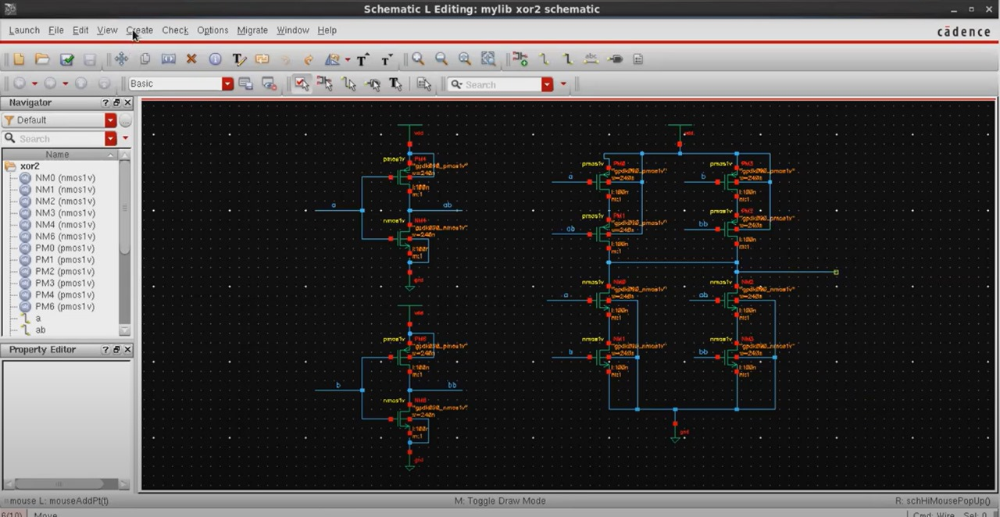 Schematic L Editing: mylib xor2 schematic
Launch File Edit View Create Check Options Migrate Window Help
cādence
Basic
Search
Navigator
Default
Search
Name
xor2
NM0 (nmos1v)
NM1 (nmos1v)
NM2 (nmos1v)
NM3 (nmos1v)
NM4 (nmos1v)
NM6 (nmos1v)
PM0 (pmos1v)
PM1 (pmos1v)
PM2 (pmos1v)
PM3 (pmos1v)
PM4 (pmos1v)
PM6 (pmos1v)
a
ab
Property Editor
vdd
pmos1v PM4
"gpdk090_pmos1v"
w=240n
l:100n
m:1
a
ab
nmos1v
"gpdk090_nmos1v"
w=240n
l:100n
m:1
gnd
vdd
pmos1v
"gpdk090_pmos1v"
w=240n
l:100n
m:1
b
bb
nmos1v
"gpdk090_nmos1v"
w=240n
l:100n
m:1
gnd
vdd
pmos1v PM0
"gpdk090_pmos1v"
w=240n
a
l:100n
m:1
pmos1v PM3
"gpdk090_pmos1v"
w=240n
b
l:100n
m:1
pmos1v PM1
"gpdk090_pmos1v"
w=240n
ab
l:100n
m:1
pmos1v PM2
"gpdk090_pmos1v"
w=240n
bb
l:100n
m:1
nmos1v NM0
"gpdk090_nmos1v"
w=240n
a
l:100n
m:1
nmos1v NM2
"gpdk090_nmos1v"
w=240n
ab
l:100n
m:1
nmos1v NM1
"gpdk090_nmos1v"
w=240n
b
l:100n
m:1
nmos1v NM3
"gpdk090_nmos1v"
w=240n
bb
l:100n
m:1
gnd
mouse L: mouseAddPt(t)
M: Toggle Draw Mode
R: schHiMousePopUp()
6(10) Move
Cmd: Wire Sel: 0